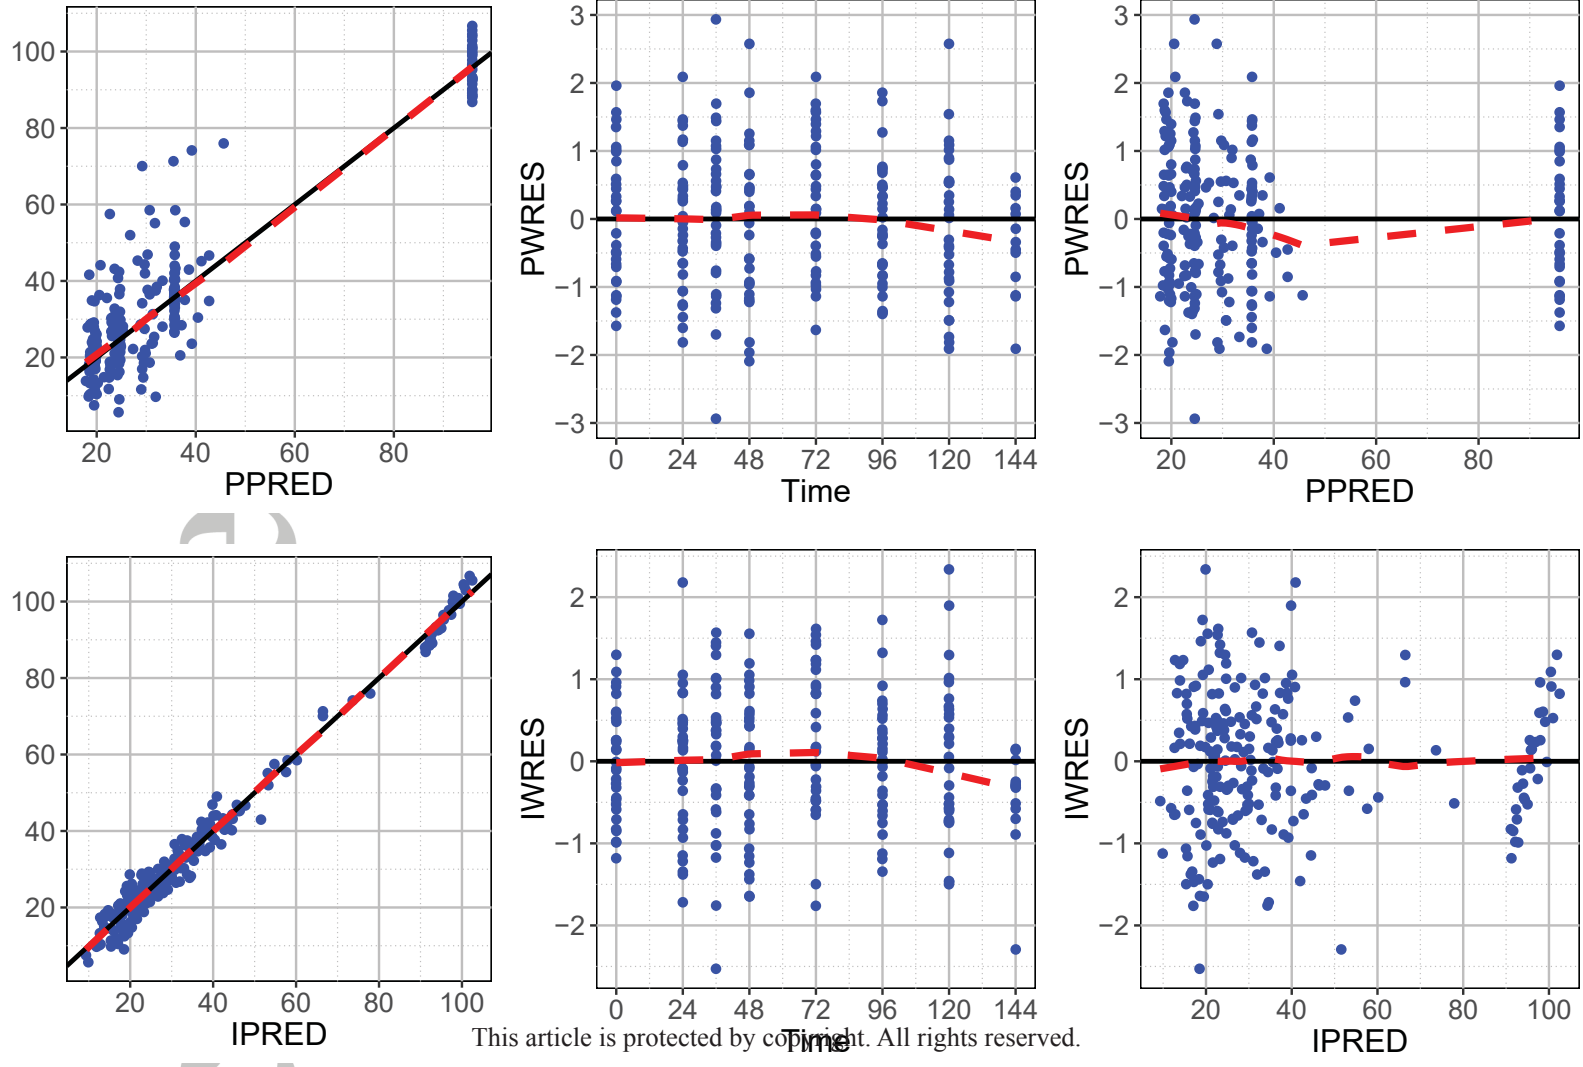 100
80
60
40
20
20 40 60 80
PPRED
PWRES
3
2
1
0
−1
−2
−3
0 24 48 72 96 120 144
Time
PWRES
3
2
1
0
−1
−2
−3
20 40 60 80
PPRED
100
80
60
40
20
20 40 60 80 100
IPRED
IWRES
2
1
0
−1
−2
0 24 48 72 96 120 144
Time
IWRES
2
1
0
−1
−2
20 40 60 80 100
IPRED
This article is protected by copyright. All rights reserved.